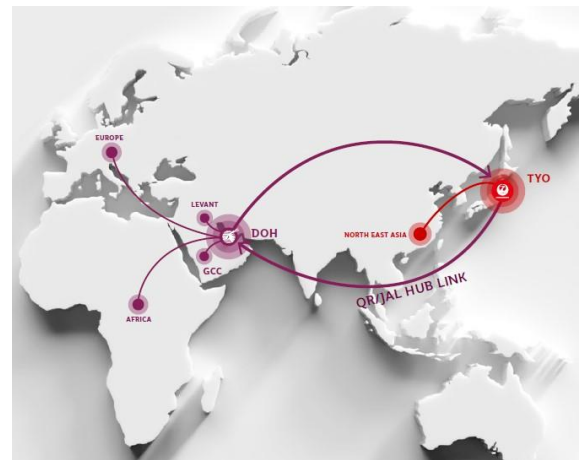 EUROPE
LEVANT
DOH
GCC
AFRICA
TYO
NORTH EAST ASIA
QR/JAL HUB LINK